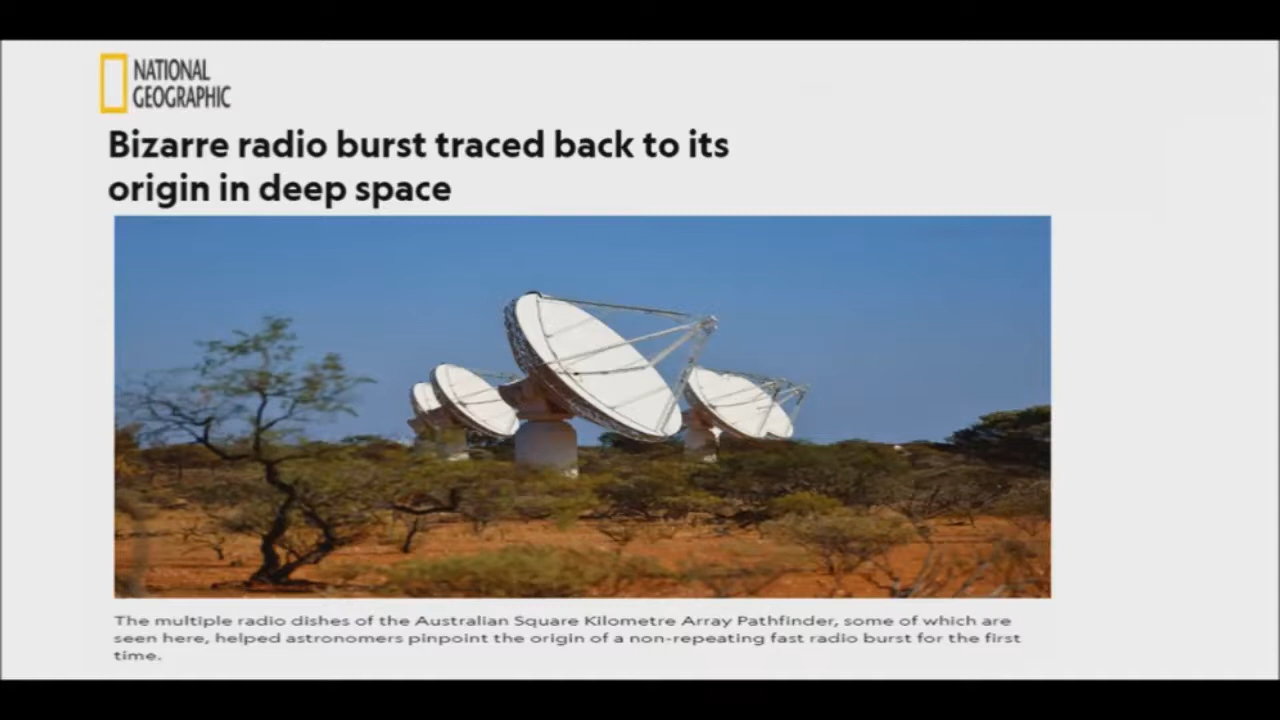 NATIONAL
GEOGRAPHIC
Bizarre radio burst traced back to its
origin in deep space
The multiple radio dishes of the Australian Square Kilometre Array Pathfinder, some of which are
seen here, helped astronomers pinpoint the origin of a non-repeating fast radio burst for the first
time.